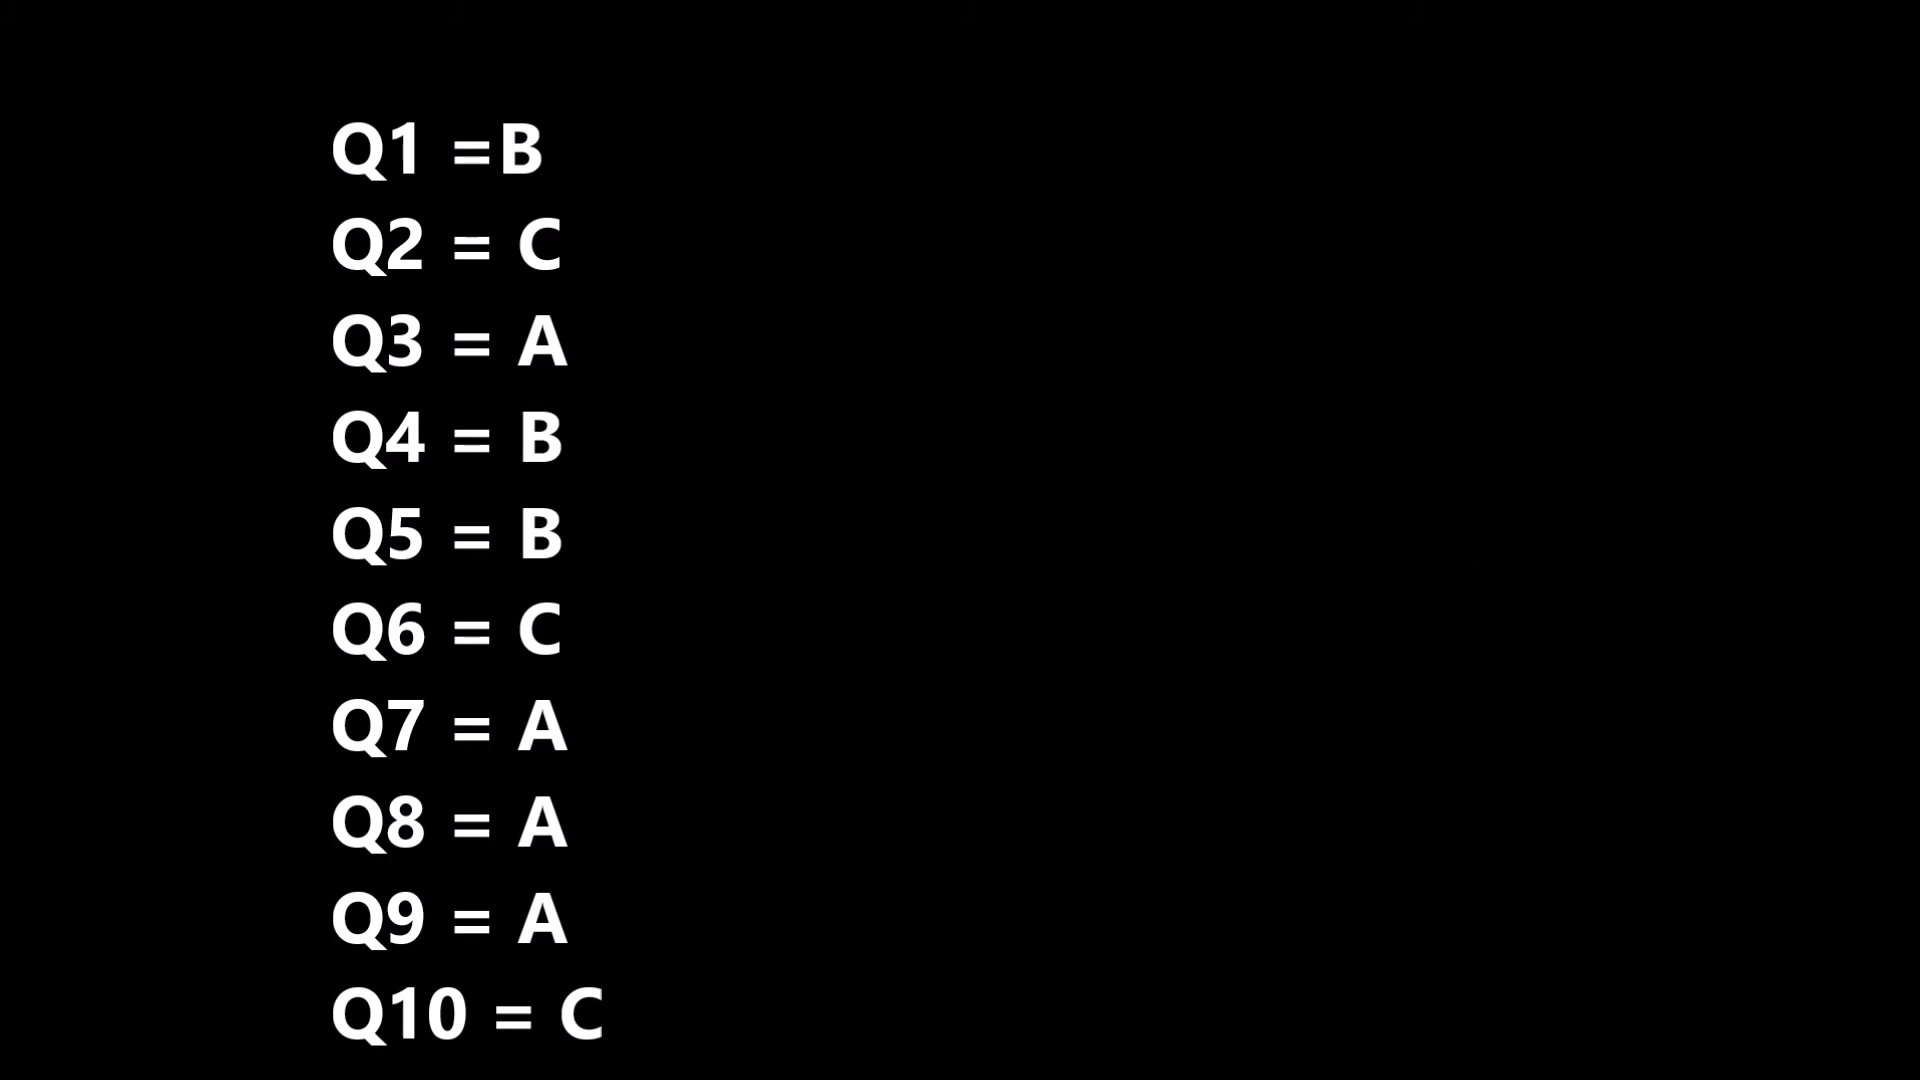 Q1 =B
Q2 = C
Q3 = A
Q4 = B
Q5 = B
Q6 = C
Q7 = A
Q8 = A
Q9 = A
Q10 = C